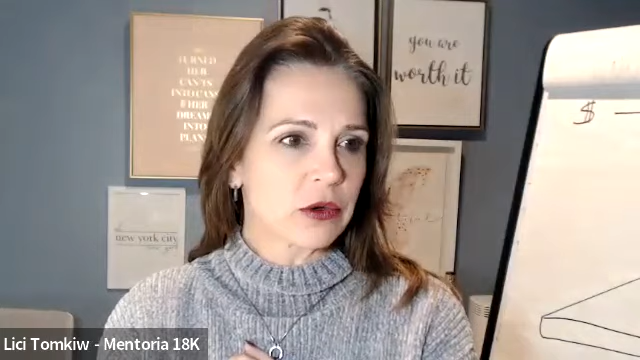 TURNED
HER
CAN'TS
INTO CANS
& HER
DREAMS
INTO
PLANS
you are
worth it
$
new york city
Lici Tomkiw - Mentoria 18K